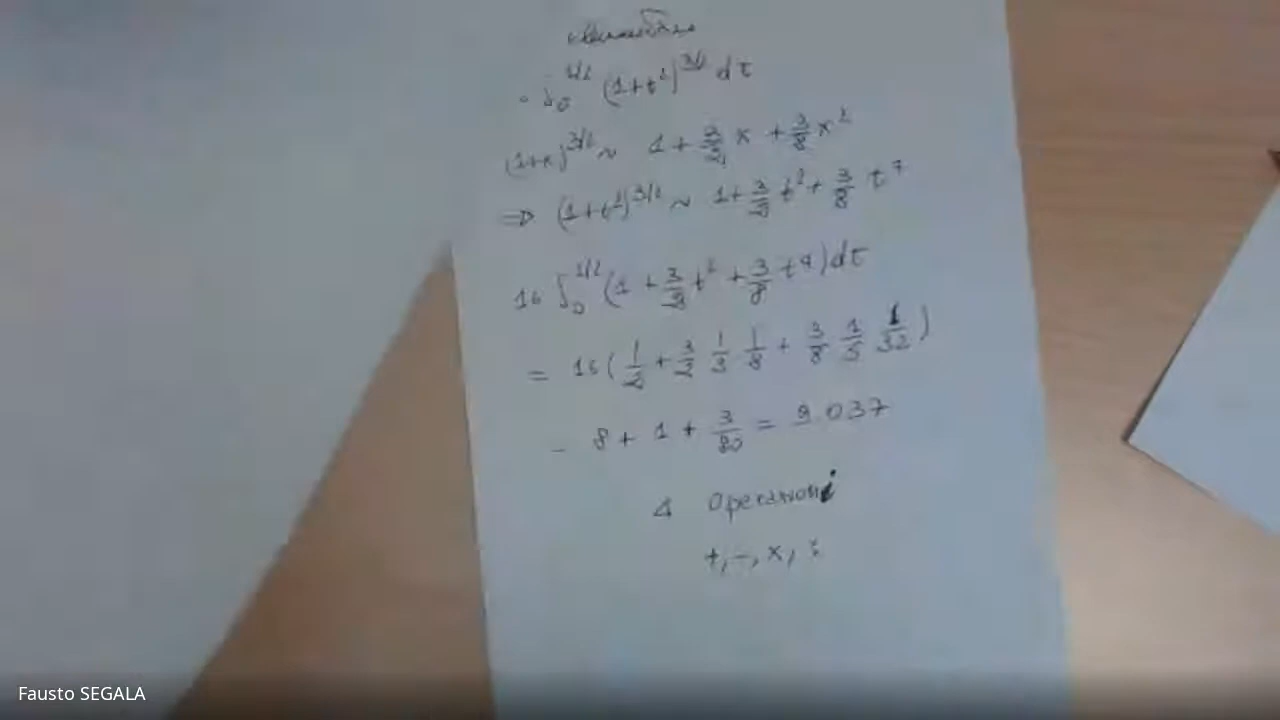 ∫₀^{1/2} (1+t²)^{3/2} dt
(1+x)^{3/2} ~ 1 + 3/2 x + 3/8 x²
⇒ (1+t²)^{3/2} ~ 1 + 3/2 t² + 3/8 t⁴
16 ∫₀^{1/2} (1 + 3/2 t² + 3/8 t⁴) dt
= 16 ( 1/2 + 3/2 1/3 1/8 + 3/8 1/5 1/32 )
= 8 + 1 + 3/80 = 9.037
4 Operazioni
+, -, x, :
Fausto SEGALA